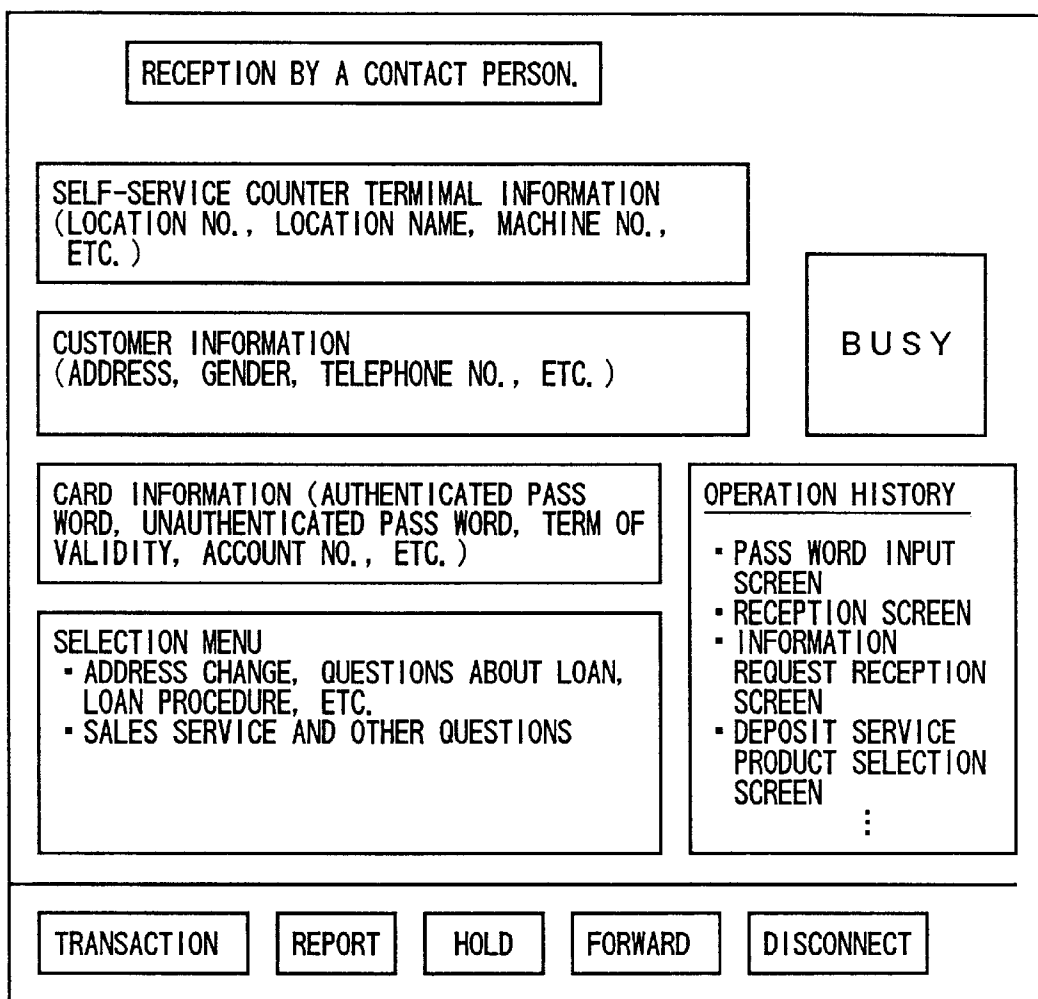 RECEPTION BY A CONTACT PERSON.
SELF-SERVICE COUNTER TERMIMAL INFORMATION
(LOCATION NO., LOCATION NAME, MACHINE NO.,
ETC.)
BUSY
CUSTOMER INFORMATION
(ADDRESS, GENDER, TELEPHONE NO., ETC.)
CARD INFORMATION (AUTHENTICATED PASS
WORD, UNAUTHENTICATED PASS WORD, TERM OF
VALIDITY, ACCOUNT NO., ETC.)
SELECTION MENU
▪ ADDRESS CHANGE, QUESTIONS ABOUT LOAN,
LOAN PROCEDURE, ETC.
▪ SALES SERVICE AND OTHER QUESTIONS
OPERATION HISTORY
▪ PASS WORD INPUT
SCREEN
▪ RECEPTION SCREEN
▪ INFORMATION
REQUEST RECEPTION
SCREEN
▪ DEPOSIT SERVICE
PRODUCT SELECTION
SCREEN
⋮
TRANSACTION
REPORT
HOLD
FORWARD
DISCONNECT